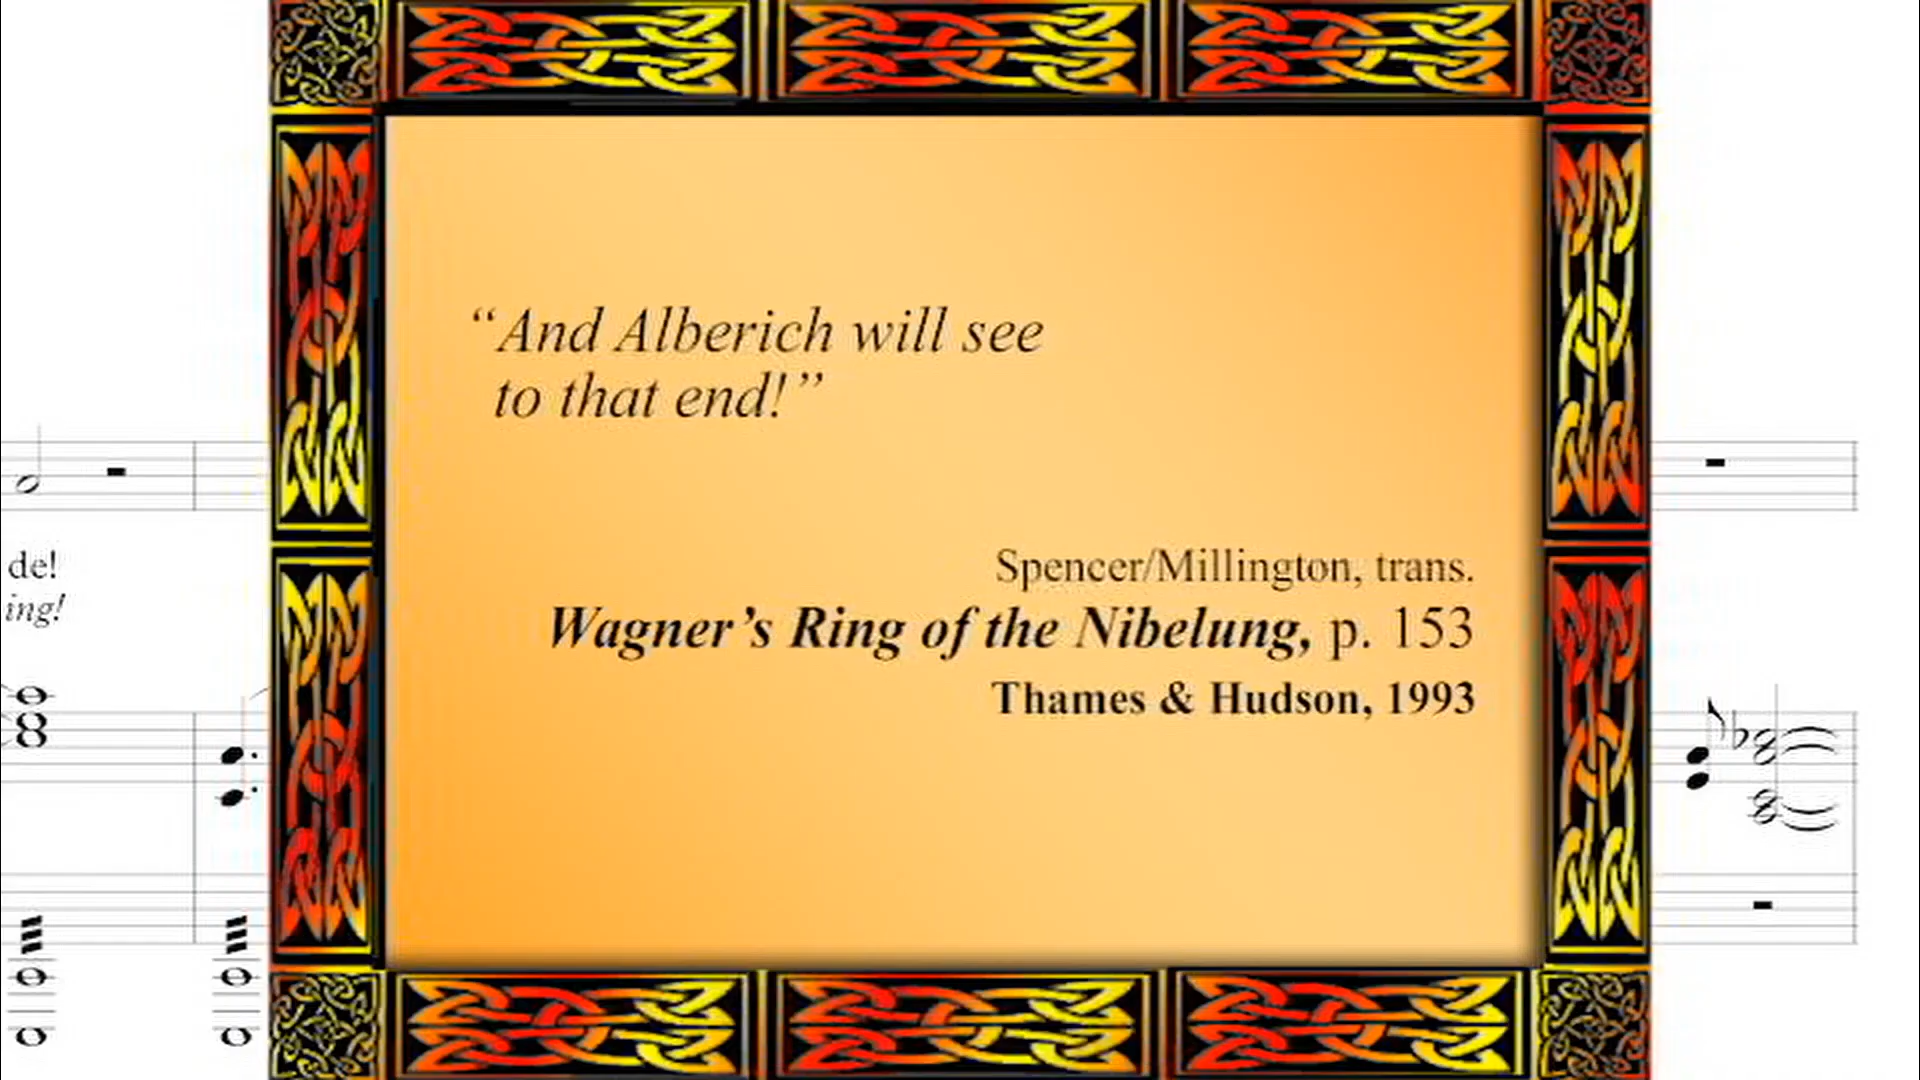 “And Alberich will see
to that end!”
de!
ing!
Spencer/Millington, trans.
Wagner’s Ring of the Nibelung, p. 153
Thames & Hudson, 1993